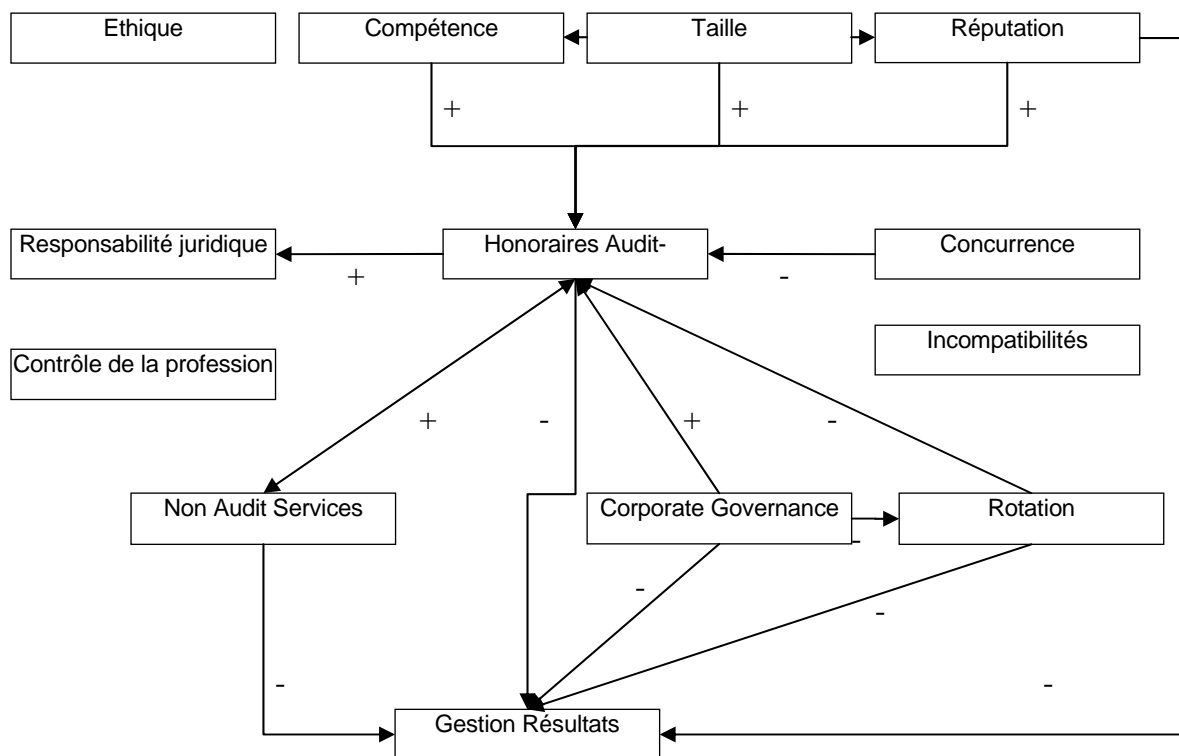 Ethique
Compétence
Taille
Réputation
+
+
+
Responsabilité juridique
Honoraires Audit-
Concurrence
+
-
Contrôle de la profession
Incompatibilités
+
-
+
-
Non Audit Services
Corporate Governance
Rotation
-
-
-
-
-
Gestion Résultats